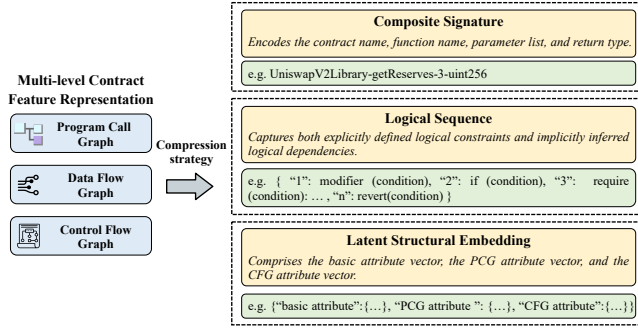 Multi-level Contract
Feature Representation
Program Call
Graph
Data Flow
Graph
Control Flow
Graph
Compression
strategy
Composite Signature
Encodes the contract name, function name, parameter list, and return type.
e.g. UniswapV2Library-getReserves-3-uint256
Logical Sequence
Captures both explicitly defined logical constraints and implicitly inferred
logical dependencies.
e.g. { “1”: modifier (condition), “2”: if (condition), “3”: require
(condition): … , “n”: revert(condition) }
Latent Structural Embedding
Comprises the basic attribute vector, the PCG attribute vector, and the
CFG attribute vector.
e.g. {“basic attribute”:{…}, “PCG attribute ”: {…}, “CFG attribute”:{…}}